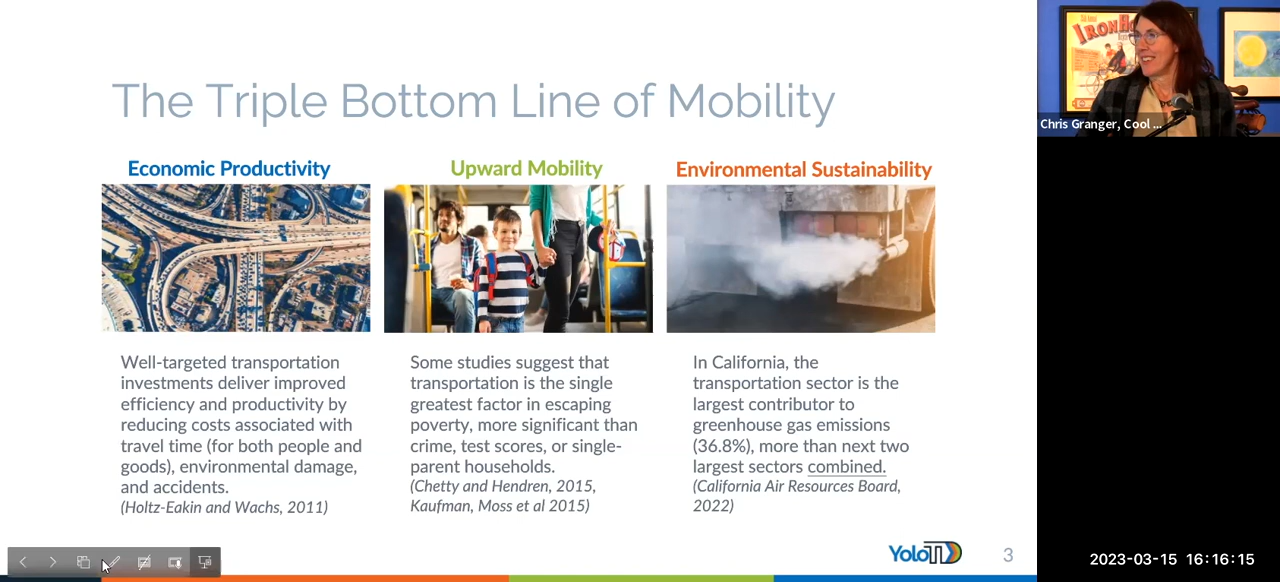 The Triple Bottom Line of Mobility
Economic Productivity
Well-targeted transportation
investments deliver improved
efficiency and productivity by
reducing costs associated with
travel time (for both people and
goods), environmental damage,
and accidents.
(Holtz-Eakin and Wachs, 2011)
Upward Mobility
Some studies suggest that
transportation is the single
greatest factor in escaping
poverty, more significant than
crime, test scores, or single-
parent households.
(Chetty and Hendren, 2015,
Kaufman, Moss et al 2015)
Environmental Sustainability
In California, the
transportation sector is the
largest contributor to
greenhouse gas emissions
(36.8%), more than next two
largest sectors combined.
(California Air Resources Board,
2022)
YoloTD
3
Chris Granger, Cool ...
2023-03-15 16:16:15